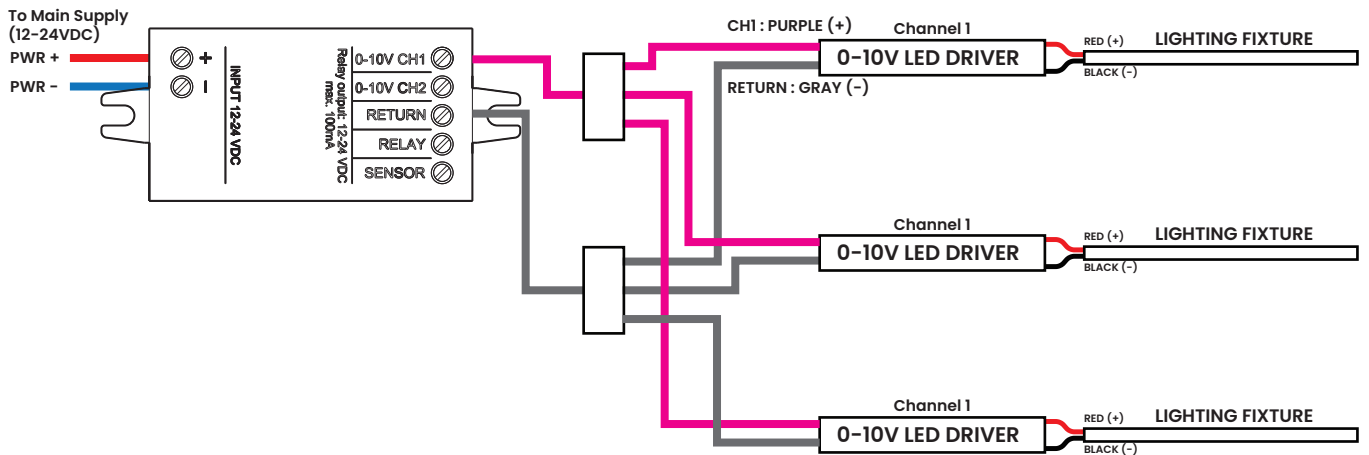 To Main Supply
(12-24VDC)
PWR +
PWR -
+
-
INPUT 12-24 VDC
Relay output: 12-24 VDC
max. 100mA
0-10V CH1
0-10V CH2
RETURN
RELAY
SENSOR
CH1 : PURPLE (+)
RETURN : GRAY (-)
Channel 1
0-10V LED DRIVER
RED (+)
BLACK (-)
LIGHTING FIXTURE
Channel 1
0-10V LED DRIVER
RED (+)
BLACK (-)
LIGHTING FIXTURE
Channel 1
0-10V LED DRIVER
RED (+)
BLACK (-)
LIGHTING FIXTURE